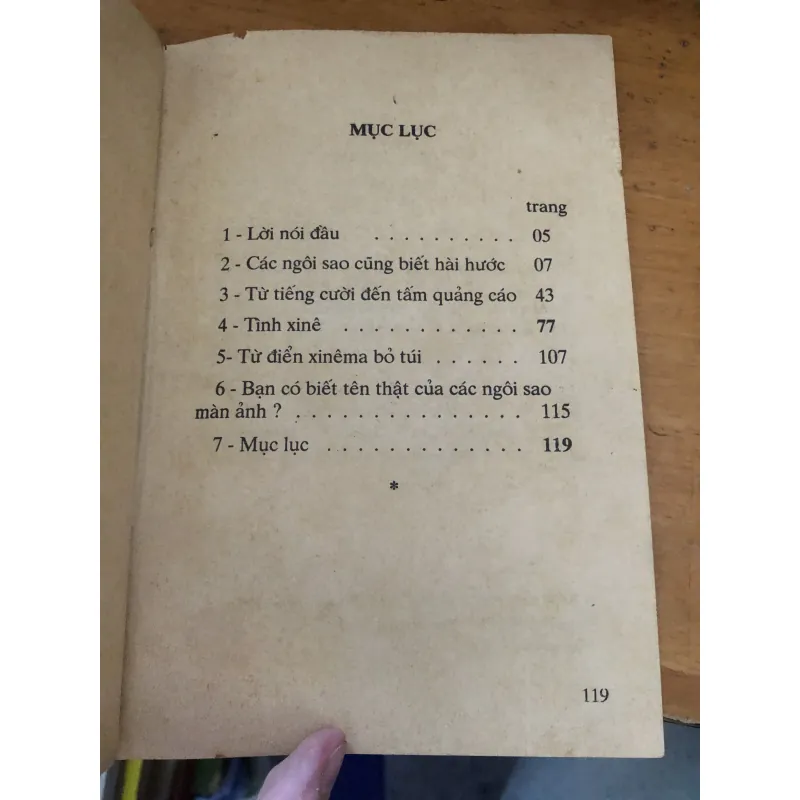 MỤC LỤC
trang
1 - Lời nói đầu . . . . . . . . . . 05
2 - Các ngôi sao cũng biết hài hước 07
3 - Từ tiếng cười đến tấm quảng cáo 43
4 - Tình xinê . . . . . . . . . . . . 77
5- Từ điển xinêma bỏ túi . . . . . . 107
6 - Bạn có biết tên thật của các ngôi sao
màn ảnh ? . . . . . . . . . . . . . . . 115
7 - Mục lục . . . . . . . . . . . . . 119
*
119